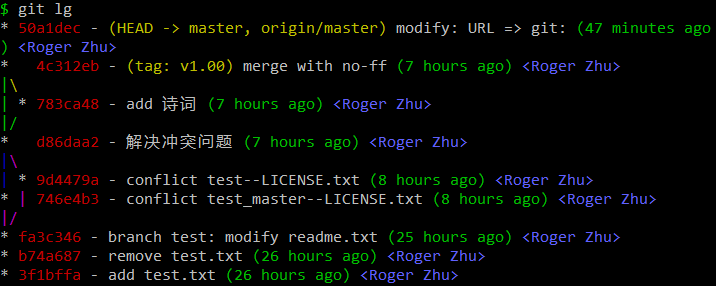 $ git lg
* 50a1dec - (HEAD -> master, origin/master) modify: URL => git: (47 minutes ago
) <Roger Zhu>
*   4c312eb - (tag: v1.00) merge with no-ff (7 hours ago) <Roger Zhu>
|\
| * 783ca48 - add 诗词 (7 hours ago) <Roger Zhu>
|/
*   d86daa2 - 解决冲突问题 (7 hours ago) <Roger Zhu>
|\
| * 9d4479a - conflict test--LICENSE.txt (8 hours ago) <Roger Zhu>
* | 746e4b3 - conflict test_master--LICENSE.txt (8 hours ago) <Roger Zhu>
|/
* fa3c346 - branch test: modify readme.txt (25 hours ago) <Roger Zhu>
* b74a687 - remove test.txt (26 hours ago) <Roger Zhu>
* 3f1bffa - add test.txt (26 hours ago) <Roger Zhu>